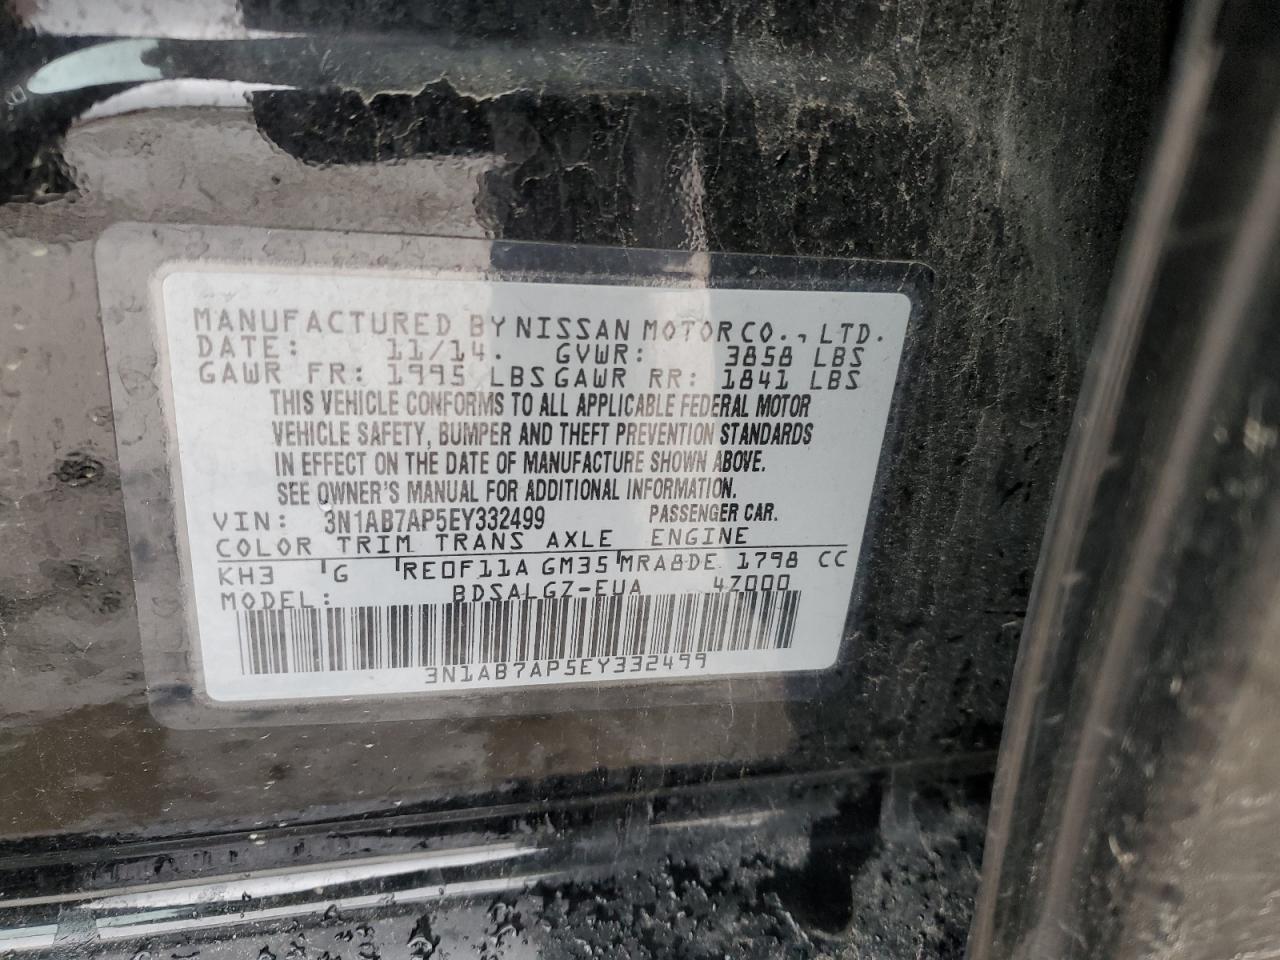 MANUFACTURED BY NISSAN MOTOR CO., LTD.
DATE: 11/14. GVWR: 3858 LBS
GAWR FR: 1995 LBS GAWR RR: 1841 LBS
THIS VEHICLE CONFORMS TO ALL APPLICABLE FEDERAL MOTOR
VEHICLE SAFETY, BUMPER AND THEFT PREVENTION STANDARDS
IN EFFECT ON THE DATE OF MANUFACTURE SHOWN ABOVE.
SEE OWNER'S MANUAL FOR ADDITIONAL INFORMATION.
VIN: 3N1AB7AP5EY332499 PASSENGER CAR.
COLOR TRIM TRANS AXLE ENGINE
KH3 G RE0F11A GM35 MRA8DE 1798 CC
MODEL: BDSALGZ-EUA 4Z000
3N1AB7AP5EY332499